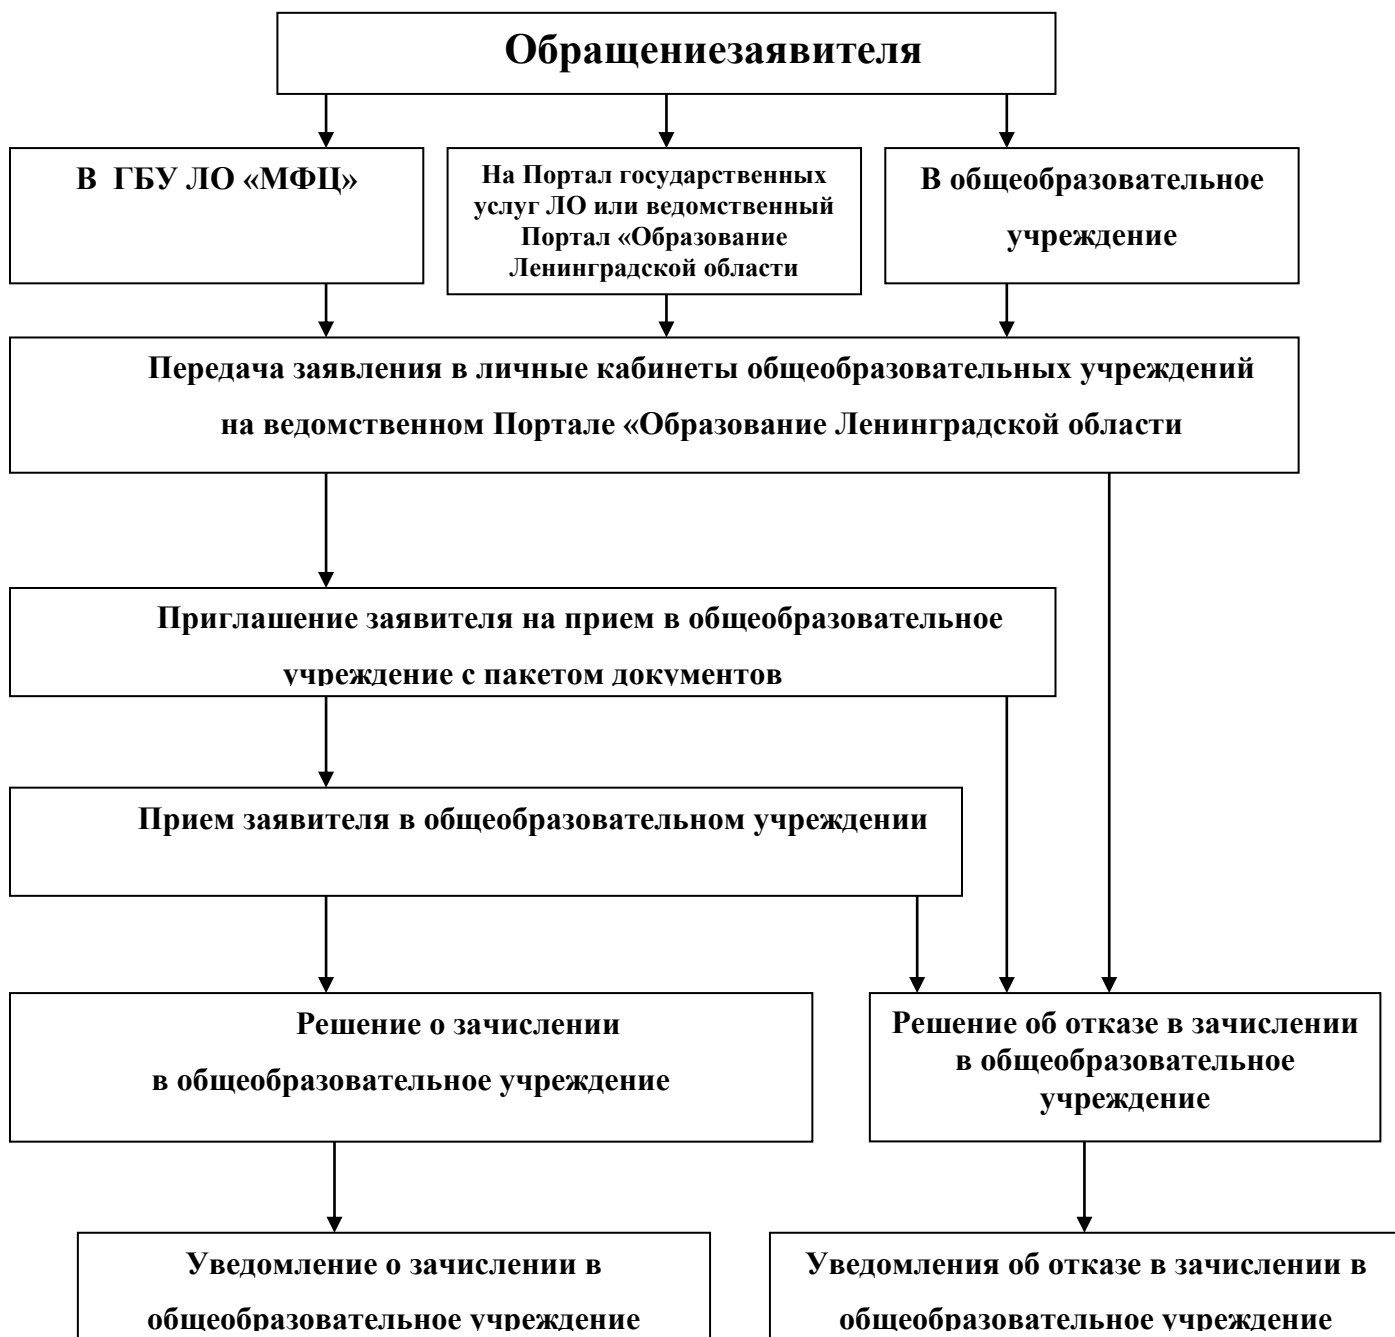 Обращениезаявителя
В ГБУ ЛО «МФЦ»
На Портал государственных
услуг ЛО или ведомственный
Портал «Образование
Ленинградской области
В общеобразовательное
учреждение
Передача заявления в личные кабинеты общеобразовательных учреждений
на ведомственном Портале «Образование Ленинградской области
Приглашение заявителя на прием в общеобразовательное
учреждение с пакетом документов
Прием заявителя в общеобразовательном учреждении
Решение о зачислении
в общеобразовательное учреждение
Решение об отказе в зачислении
в общеобразовательное
учреждение
Уведомление о зачислении в
общеобразовательное учреждение
Уведомления об отказе в зачислении в
общеобразовательное учреждение